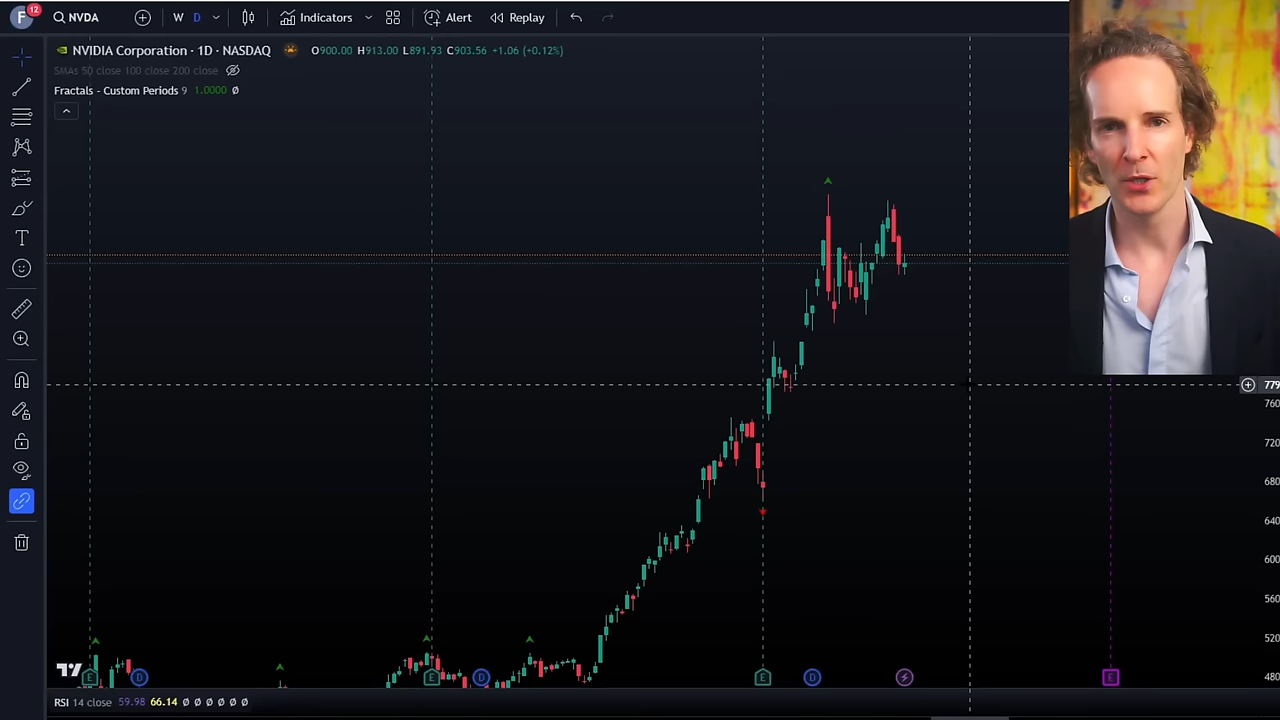 F 12 NVDA W D Indicators Alert Replay
NVIDIA Corporation · 1D · NASDAQ O900.00 H913.00 L891.93 C903.56 +1.06 (+0.12%)
SMAs 50 close 100 close 200 close
Fractals - Custom Periods 9 1.0000 Ø
779
760
720
680
640
600
560
520
480
E D E D E D E
RSI 14 close 59.98 66.14 Ø Ø Ø Ø Ø Ø